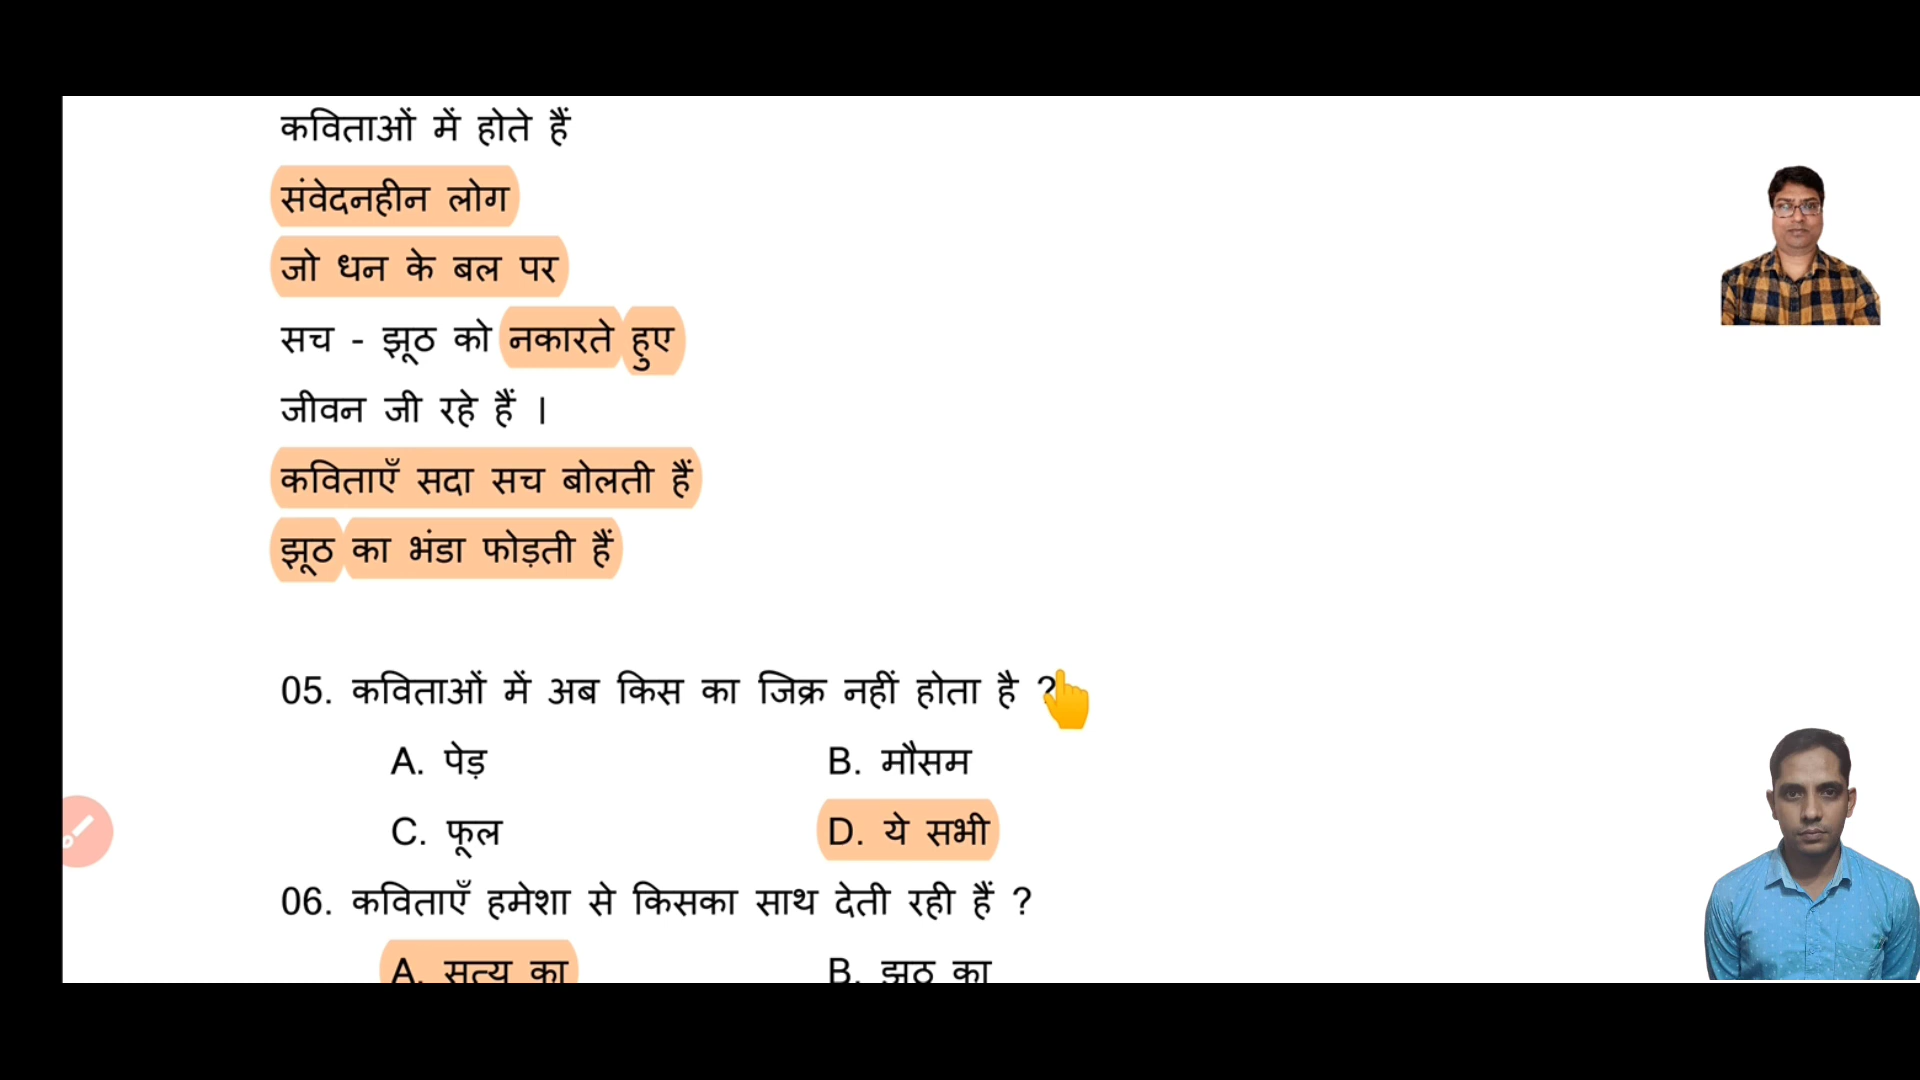 कविताओं में होते हैं
संवेदनहीन लोग
जो धन के बल पर
सच - झूठ को नकारते हुए
जीवन जी रहे हैं ।
कविताएँ सदा सच बोलती हैं
झूठ का भंडा फोड़ती हैं
05. कविताओं में अब किस का जिक्र नहीं होता है ?
A. पेड़ B. मौसम
C. फूल D. ये सभी
06. कविताएँ हमेशा से किसका साथ देती रही हैं ?
A. सत्य का B. झूठ का